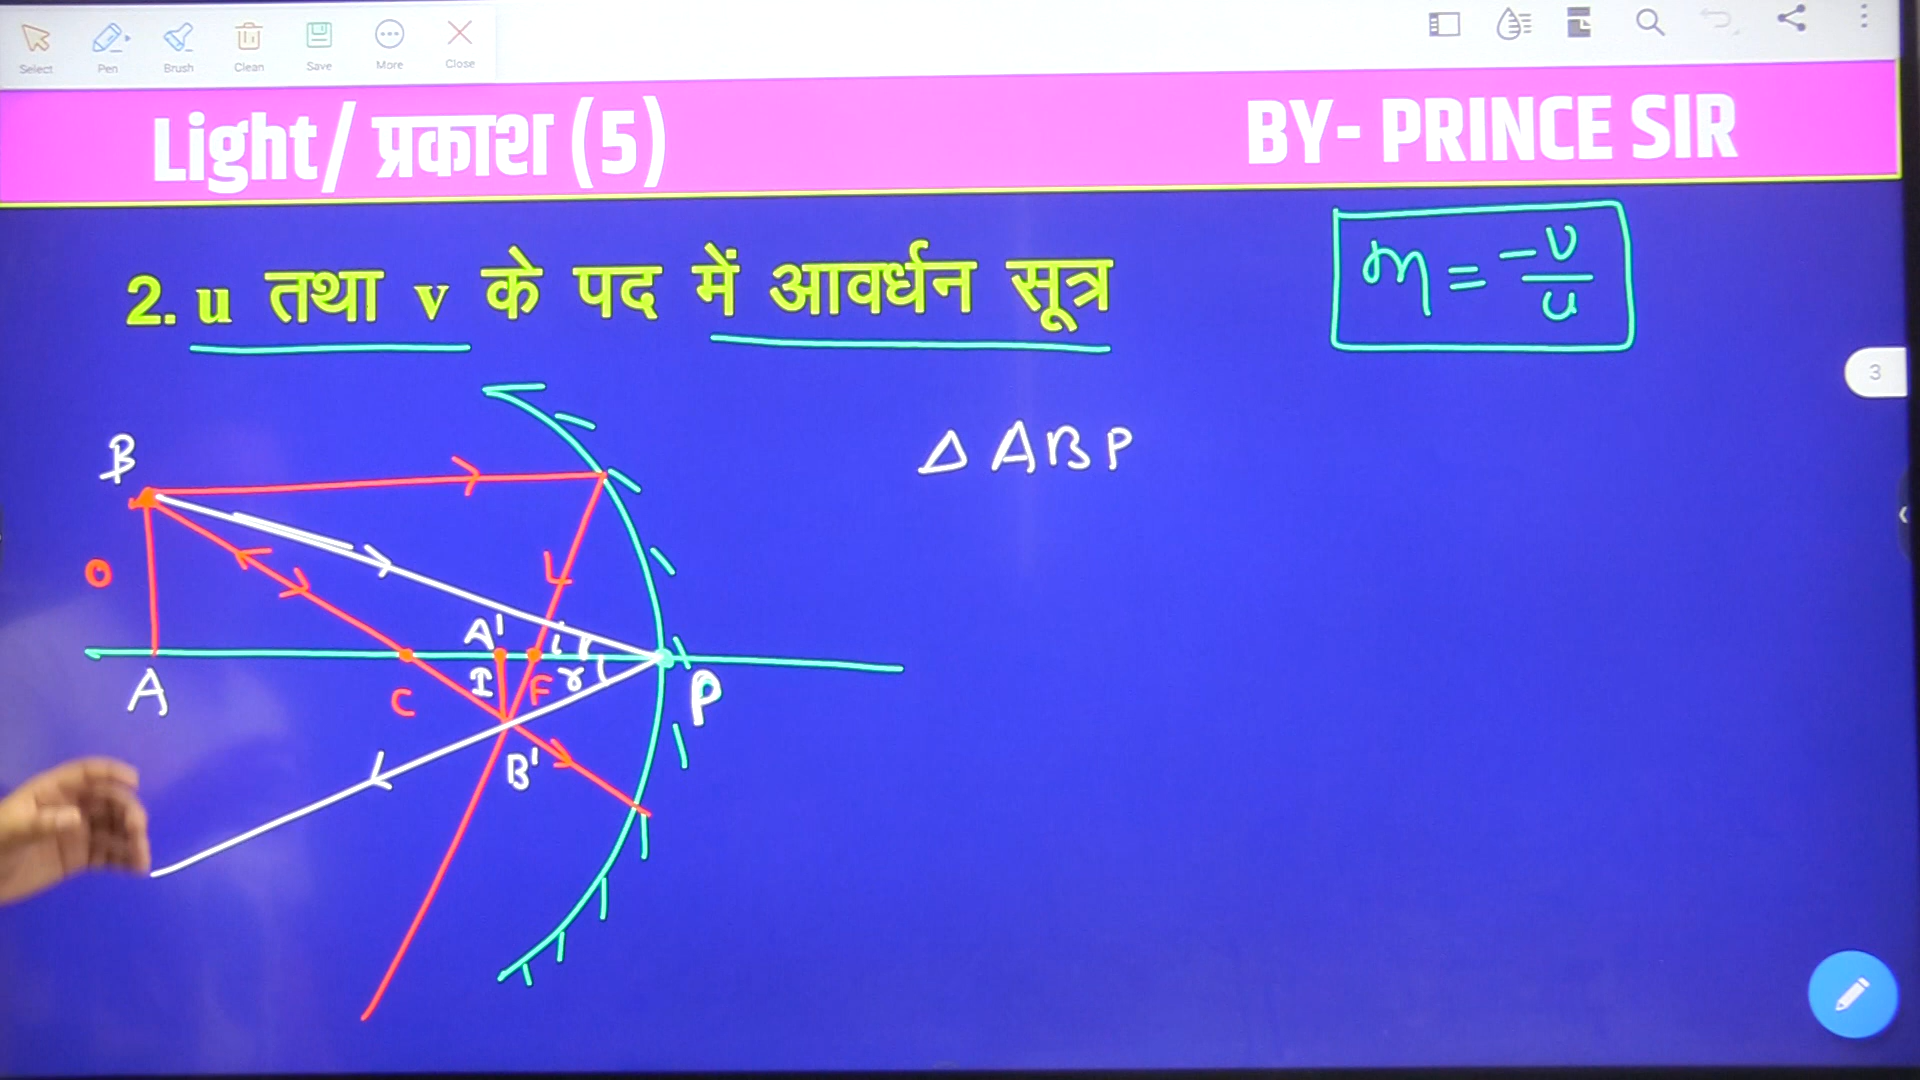 Select Pen Brush Clean Save More Close
Light/ प्रकाश (5)
BY- PRINCE SIR
2. u तथा v के पद में आवर्धन सूत्र
m = -v/u
3
Δ ABP
B
O
A' i
A
C
I F r
P
B'